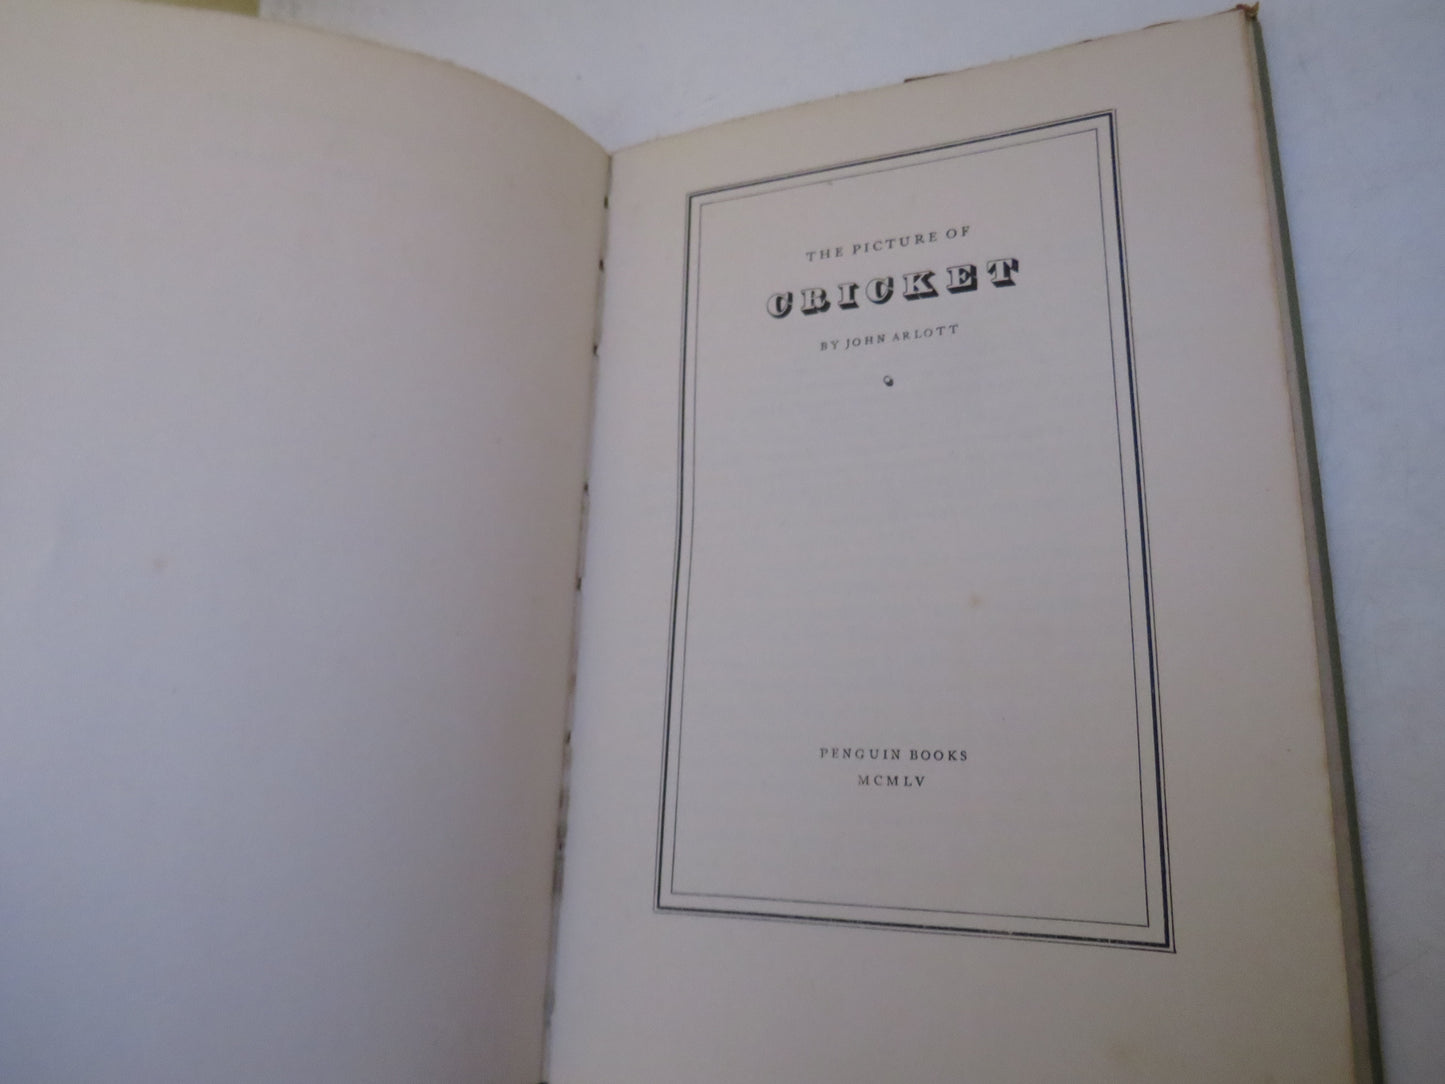 THE PICTURE OF
CRICKET
BY JOHN ARLOTT
PENGUIN BOOKS
MCMLV